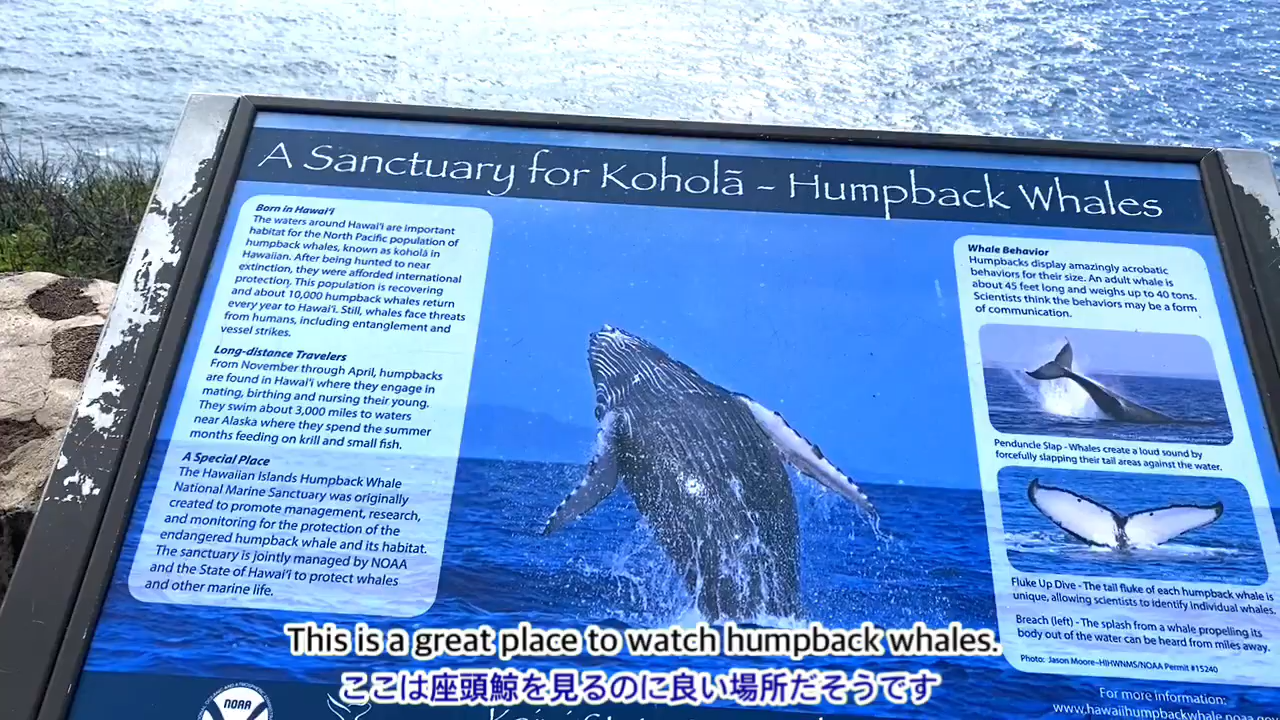 A Sanctuary for Koholā - Humpback Whales
Born in Hawai'i
The waters around Hawai'i are important
habitat for the North Pacific population of
humpback whales, known as koholā in
Hawaiian. After being hunted to near
extinction, they were afforded international
protection. This population is recovering
and about 10,000 humpback whales return
every year to Hawai'i. Still, whales face threats
from humans, including entanglement and
vessel strikes.
Long-distance Travelers
From November through April, humpbacks
are found in Hawai'i where they engage in
mating, birthing and nursing their young.
They swim about 3,000 miles to waters
near Alaska where they spend the summer
months feeding on krill and small fish.
A Special Place
The Hawaiian Islands Humpback Whale
National Marine Sanctuary was originally
created to promote management, research,
and monitoring for the protection of the
endangered humpback whale and its habitat.
The sanctuary is jointly managed by NOAA
and the State of Hawai'i to protect whales
and other marine life.
Whale Behavior
Humpbacks display amazingly acrobatic
behaviors for their size. An adult whale is
about 45 feet long and weighs up to 40 tons.
Scientists think the behaviors may be a form
of communication.
Penduncle Slap - Whales create a loud sound by
forcefully slapping their tail areas against the water.
Fluke Up Dive - The tail fluke of each humpback whale is
unique, allowing scientists to identify individual whales.
Breach (left) - The splash from a whale propelling its
body out of the water can be heard from miles away.
Photo: Jason Moore-HIHWNMS/NOAA Permit #15240
For more information:
www.hawaiihumpbackwhale.noaa.gov
NOAA
This is a great place to watch humpback whales.
ここは座頭鯨を見るのに良い場所だそうです